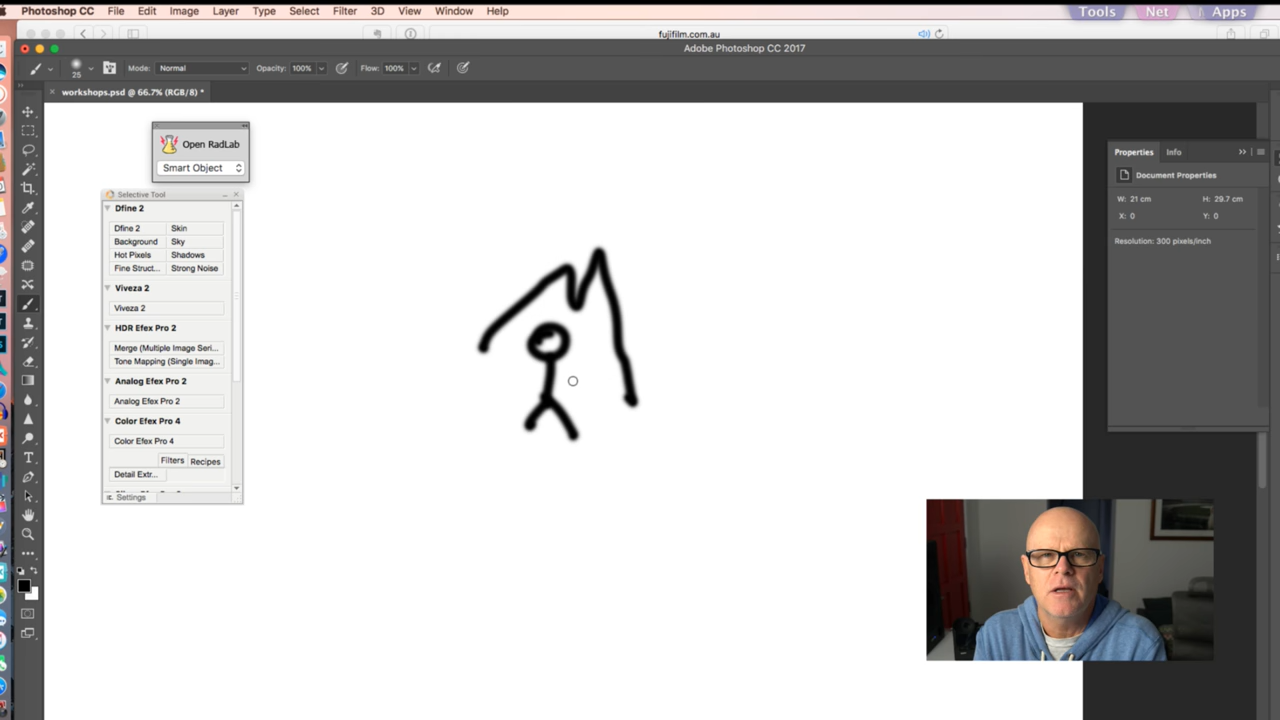 Photoshop CC File Edit Image Layer Type Select Filter 3D View Window Help Tools Net Apps
fujifilm.com.au
Adobe Photoshop CC 2017
25 Mode: Normal Opacity: 100% Flow: 100%
workshops.psd @ 66.7% (RGB/8) *
Open RadLab
Smart Object
Selective Tool
Dfine 2
Dfine 2 Skin
Background Sky
Hot Pixels Shadows
Fine Struct... Strong Noise
Viveza 2
Viveza 2
HDR Efex Pro 2
Merge (Multiple Image Seri...
Tone Mapping (Single Imag...
Analog Efex Pro 2
Analog Efex Pro 2
Color Efex Pro 4
Color Efex Pro 4
Filters Recipes
Detail Extr...
Settings
Properties Info
Document Properties
W: 21 cm H: 29.7 cm
X: 0 Y: 0
Resolution: 300 pixels/inch